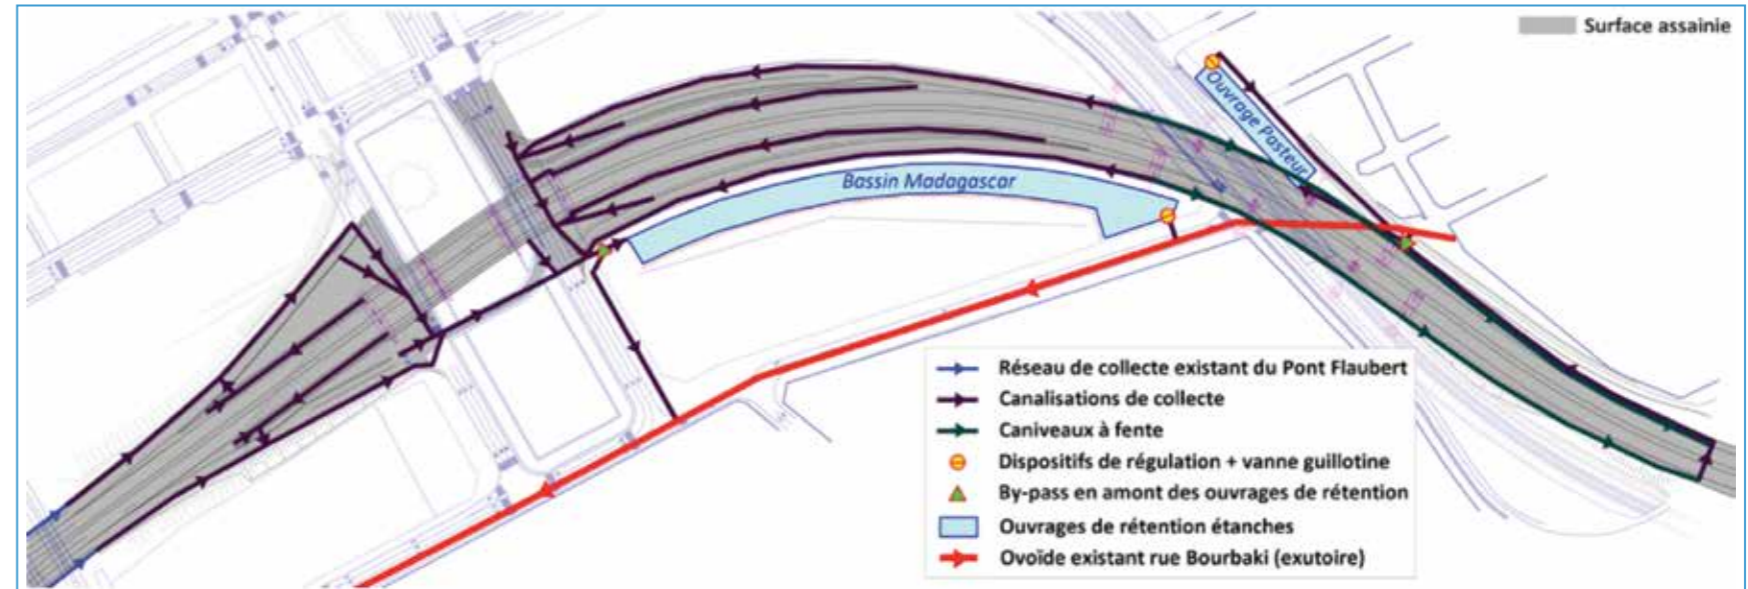 Surface assainie
Ouvrage Pasteur
Bassin Madagascar
Réseau de collecte existant du Pont Flaubert
Canalisations de collecte
Caniveaux à fente
Dispositifs de régulation + vanne guillotine
By-pass en amont des ouvrages de rétention
Ouvrages de rétention étanches
Ovoïde existant rue Bourbaki (exutoire)